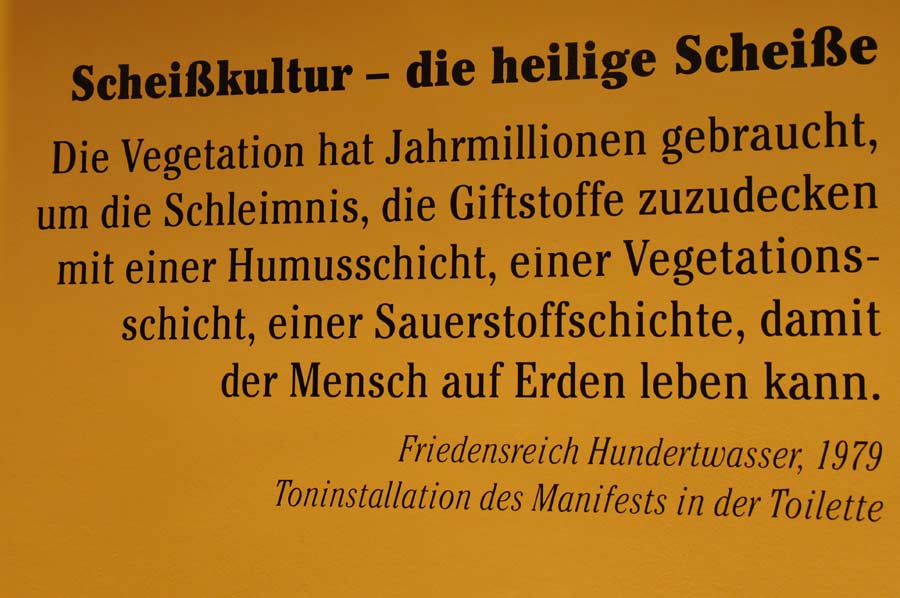 Scheißkultur – die heilige Scheiße
Die Vegetation hat Jahrmillionen gebraucht,
um die Schleimnis, die Giftstoffe zuzudecken
mit einer Humusschicht, einer Vegetations-
schicht, einer Sauerstoffschichte, damit
der Mensch auf Erden leben kann.
Friedensreich Hundertwasser, 1979
Toninstallation des Manifests in der Toilette